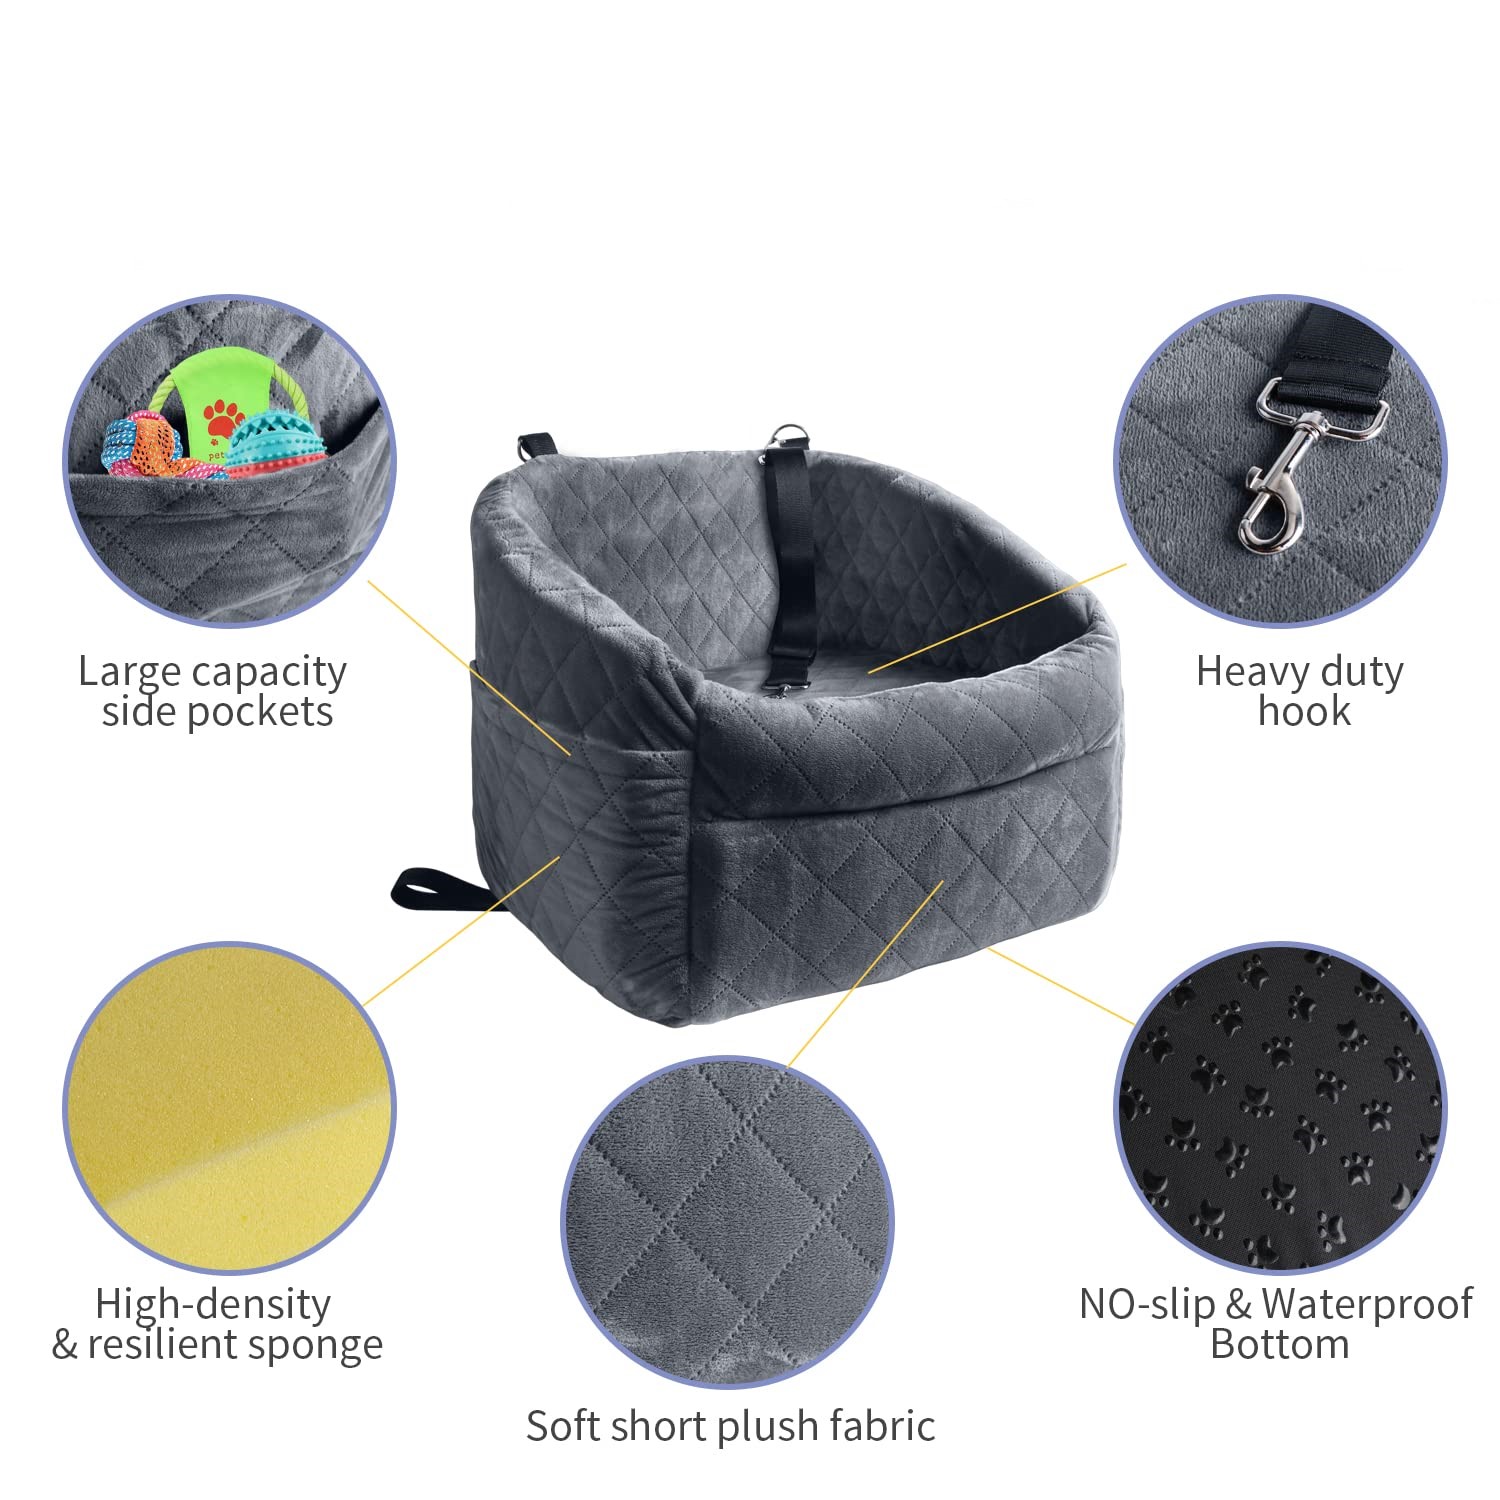 pet
Large capacity
side pockets
Heavy duty
hook
High-density
& resilient sponge
NO-slip & Waterproof
Bottom
Soft short plush fabric